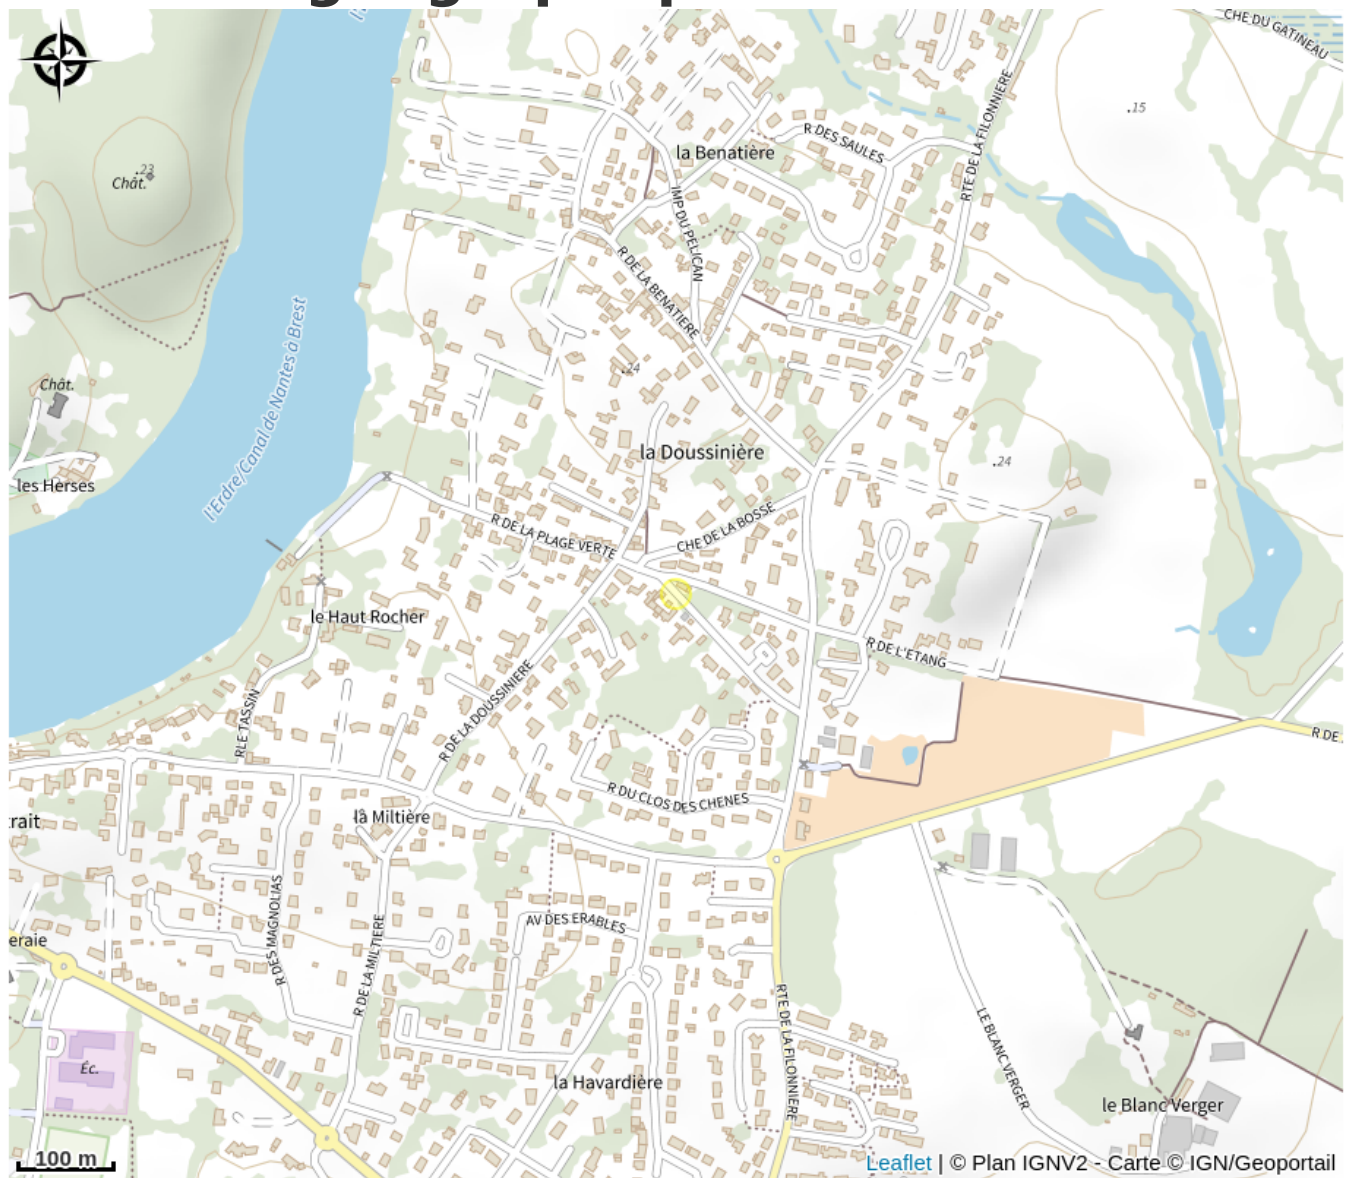 CHE DU GATINEAU
.15
R DES SAULES
RTE DE LA FILONNIERE
la Benatière
.23
Chât.
IMP DU PELICAN
R DE LA BENATIERE
l'Erdre/Canal de Nantes à Brest
.24
Chât.
la Doussinière
.24
les Herses
R DE LA PLAGE VERTE
CHE DE LA BOSSE
le Haut Rocher
R DE L'ETANG
R DE LA DOUSSINIERE
RLE TASSIN
R DE
R DU CLOS DES CHENES
la Miltière
trait
R DES MAGNOLIAS
AV DES ERABLES
R DE LA MILTIERE
eraie
RTE DE LA FILONNIERE
LE BLANC VERGER
Éc.
la Havardière
le Blanc Verger
100 m
Leaflet | © Plan IGNV2 - Carte © IGN/Geoportail